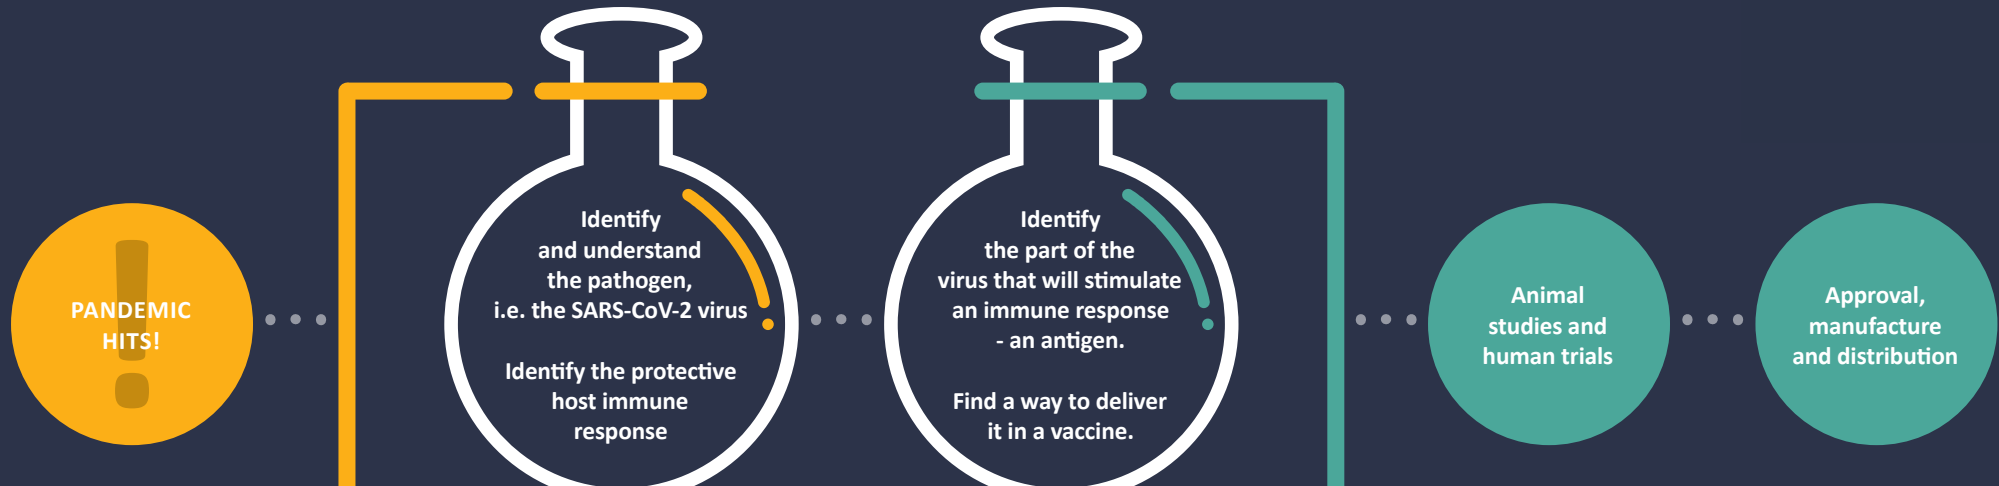 PANDEMIC
HITS!
Identify
and understand
the pathogen,
i.e. the SARS-CoV-2 virus
Identify the protective
host immune
response
Identify
the part of the
virus that will stimulate
an immune response
- an antigen.
Find a way to deliver
it in a vaccine.
Animal
studies and
human trials
Approval,
manufacture
and distribution